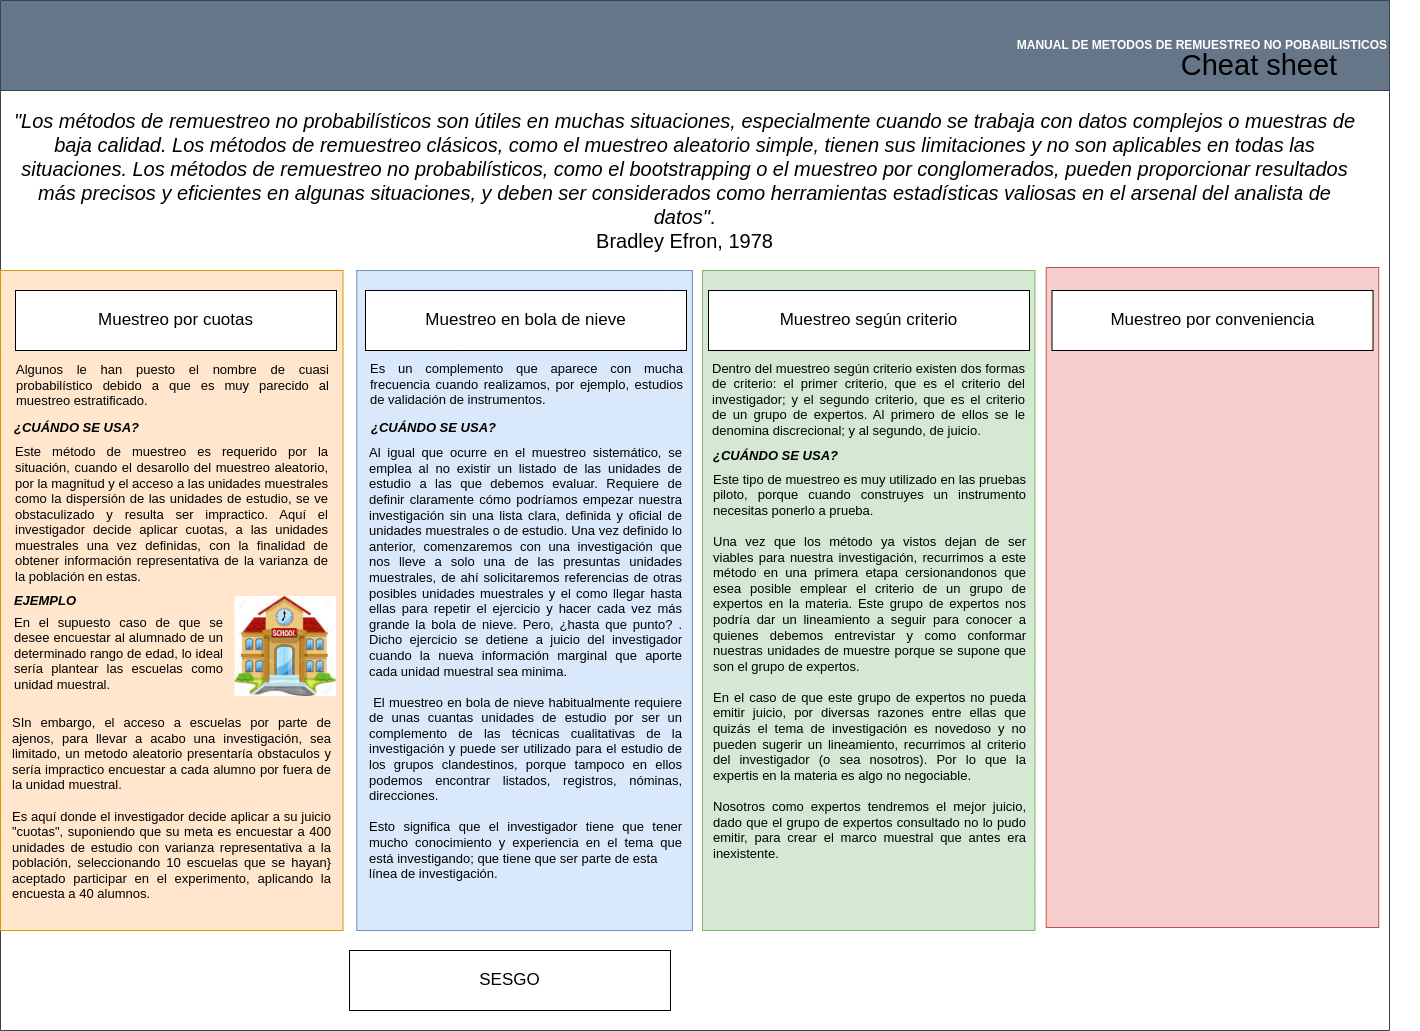 MANUAL DE METODOS DE REMUESTREO NO POBABILISTICOS
Cheat sheet
"Los métodos de remuestreo no probabilísticos son útiles en muchas situaciones, especialmente cuando se trabaja con datos complejos o muestras de
baja calidad. Los métodos de remuestreo clásicos, como el muestreo aleatorio simple, tienen sus limitaciones y no son aplicables en todas las
situaciones. Los métodos de remuestreo no probabilísticos, como el bootstrapping o el muestreo por conglomerados, pueden proporcionar resultados
más precisos y eficientes en algunas situaciones, y deben ser considerados como herramientas estadísticas valiosas en el arsenal del analista de
datos".
Bradley Efron, 1978
Muestreo por cuotas
Algunos le han puesto el nombre de cuasi
probabilístico debido a que es muy parecido al
muestreo estratificado.
¿CUÁNDO SE USA?
Este método de muestreo es requerido por la
situación, cuando el desarollo del muestreo aleatorio,
por la magnitud y el acceso a las unidades muestrales
como la dispersión de las unidades de estudio, se ve
obstaculizado y resulta ser impractico. Aquí el
investigador decide aplicar cuotas, a las unidades
muestrales una vez definidas, con la finalidad de
obtener información representativa de la varianza de
la población en estas.
EJEMPLO
En el supuesto caso de que se
desee encuestar al alumnado de un
determinado rango de edad, lo ideal
sería plantear las escuelas como
unidad muestral.
SCHOOL
SIn embargo, el acceso a escuelas por parte de
ajenos, para llevar a acabo una investigación, sea
limitado, un metodo aleatorio presentaría obstaculos y
sería impractico encuestar a cada alumno por fuera de
la unidad muestral.
Es aquí donde el investigador decide aplicar a su juicio
"cuotas", suponiendo que su meta es encuestar a 400
unidades de estudio con varianza representativa a la
población, seleccionando 10 escuelas que se hayan}
aceptado participar en el experimento, aplicando la
encuesta a 40 alumnos.
Muestreo en bola de nieve
Es un complemento que aparece con mucha
frecuencia cuando realizamos, por ejemplo, estudios
de validación de instrumentos.
¿CUÁNDO SE USA?
Al igual que ocurre en el muestreo sistemático, se
emplea al no existir un listado de las unidades de
estudio a las que debemos evaluar. Requiere de
definir claramente cómo podríamos empezar nuestra
investigación sin una lista clara, definida y oficial de
unidades muestrales o de estudio. Una vez definido lo
anterior, comenzaremos con una investigación que
nos lleve a solo una de las presuntas unidades
muestrales, de ahí solicitaremos referencias de otras
posibles unidades muestrales y el como llegar hasta
ellas para repetir el ejercicio y hacer cada vez más
grande la bola de nieve. Pero, ¿hasta que punto? .
Dicho ejercicio se detiene a juicio del investigador
cuando la nueva información marginal que aporte
cada unidad muestral sea minima.
El muestreo en bola de nieve habitualmente requiere
de unas cuantas unidades de estudio por ser un
complemento de las técnicas cualitativas de la
investigación y puede ser utilizado para el estudio de
los grupos clandestinos, porque tampoco en ellos
podemos encontrar listados, registros, nóminas,
direcciones.
Esto significa que el investigador tiene que tener
mucho conocimiento y experiencia en el tema que
está investigando; que tiene que ser parte de esta
línea de investigación.
Muestreo según criterio
Dentro del muestreo según criterio existen dos formas
de criterio: el primer criterio, que es el criterio del
investigador; y el segundo criterio, que es el criterio
de un grupo de expertos. Al primero de ellos se le
denomina discrecional; y al segundo, de juicio.
¿CUÁNDO SE USA?
Este tipo de muestreo es muy utilizado en las pruebas
piloto, porque cuando construyes un instrumento
necesitas ponerlo a prueba.
Una vez que los método ya vistos dejan de ser
viables para nuestra investigación, recurrimos a este
método en una primera etapa cersionandonos que
esea posible emplear el criterio de un grupo de
expertos en la materia. Este grupo de expertos nos
podría dar un lineamiento a seguir para conocer a
quienes debemos entrevistar y como conformar
nuestras unidades de muestre porque se supone que
son el grupo de expertos.
En el caso de que este grupo de expertos no pueda
emitir juicio, por diversas razones entre ellas que
quizás el tema de investigación es novedoso y no
pueden sugerir un lineamiento, recurrimos al criterio
del investigador (o sea nosotros). Por lo que la
expertis en la materia es algo no negociable.
Nosotros como expertos tendremos el mejor juicio,
dado que el grupo de expertos consultado no lo pudo
emitir, para crear el marco muestral que antes era
inexistente.
Muestreo por conveniencia
SESGO